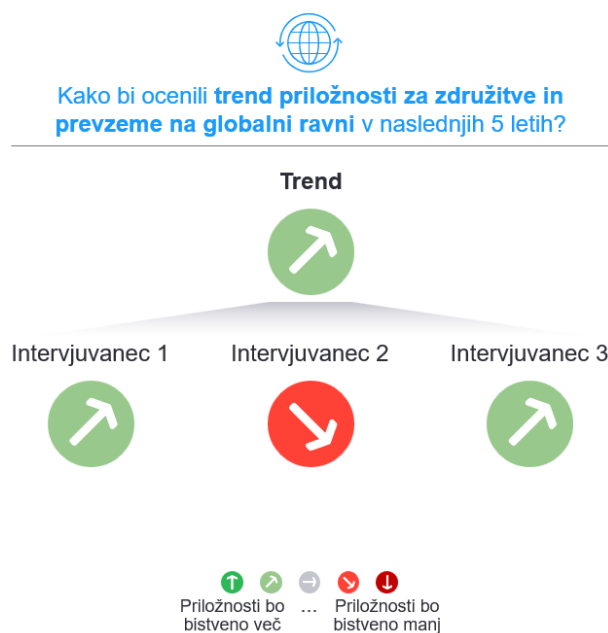 Kako bi ocenili trend priložnosti za združitve in
prevzeme na globalni ravni v naslednjih 5 letih?
Trend
Intervjuvanec 1
Intervjuvanec 2
Intervjuvanec 3
Priložnosti bo
bistveno več
...
Priložnosti bo
bistveno manj